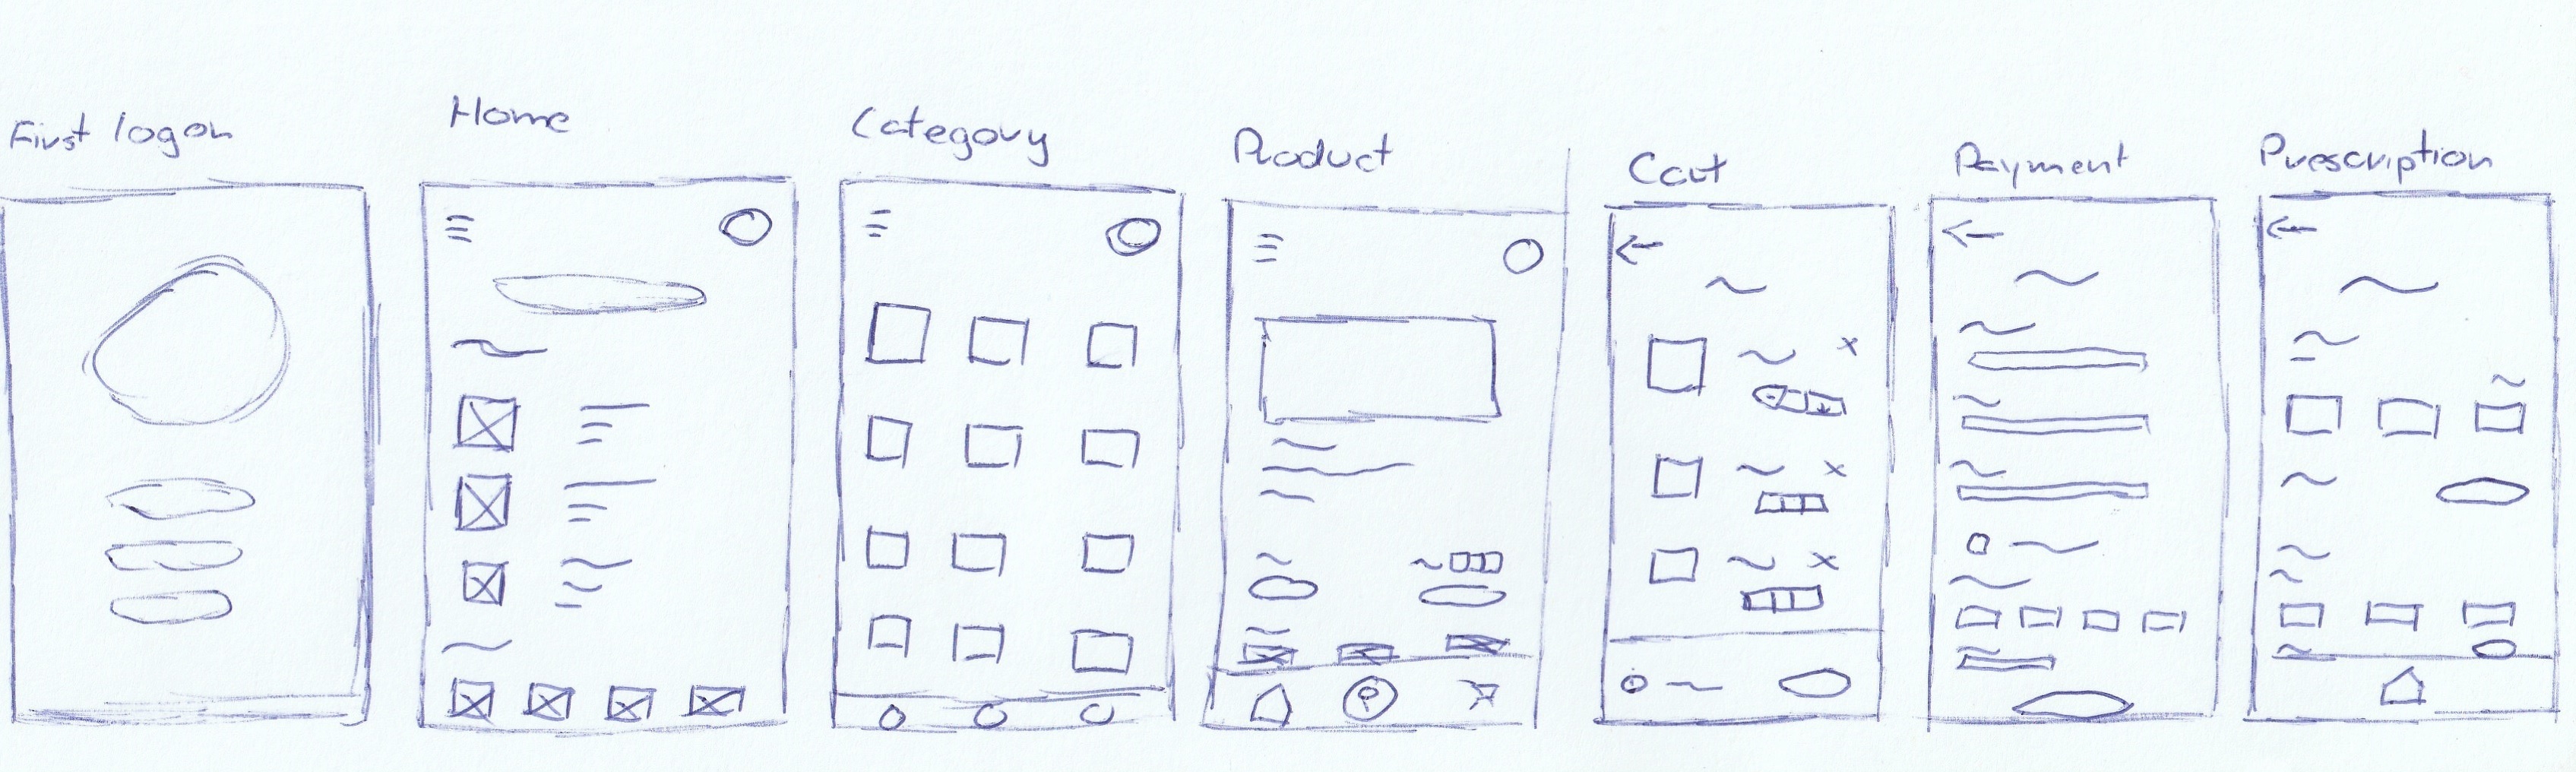 First logon
Home
Category
Product
Cart
Payment
Prescription